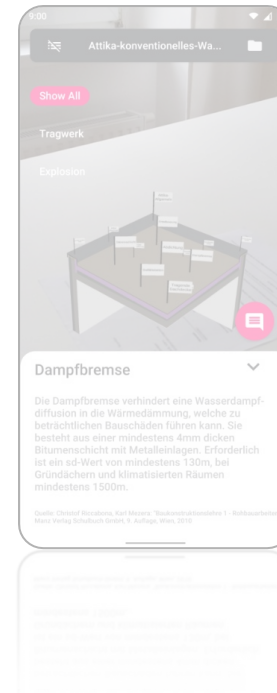 9:00
Attika-konventionelles-Wa...
Show All
Tragwerk
Explosion
Dampfbremse
Die Dampfbremse verhindert eine Wasserdampf-
diffusion in die Wärmedämmung, welche zu
beträchtlichen Bauschäden führen kann. Sie
besteht aus einer mindestens 4mm dicken
Bitumenschicht mit Metalleinlagen. Erforderlich
ist ein sd-Wert von mindestens 130m, bei
Gründächern und klimatisierten Räumen
mindestens 1500m.
Quelle: Christof Riccabona, Karl Mezera: "Baukonstruktionslehre 1 - Rohbauarbeiten
Manz Verlag Schulbuch GmbH, 9. Auflage, Wien, 2010